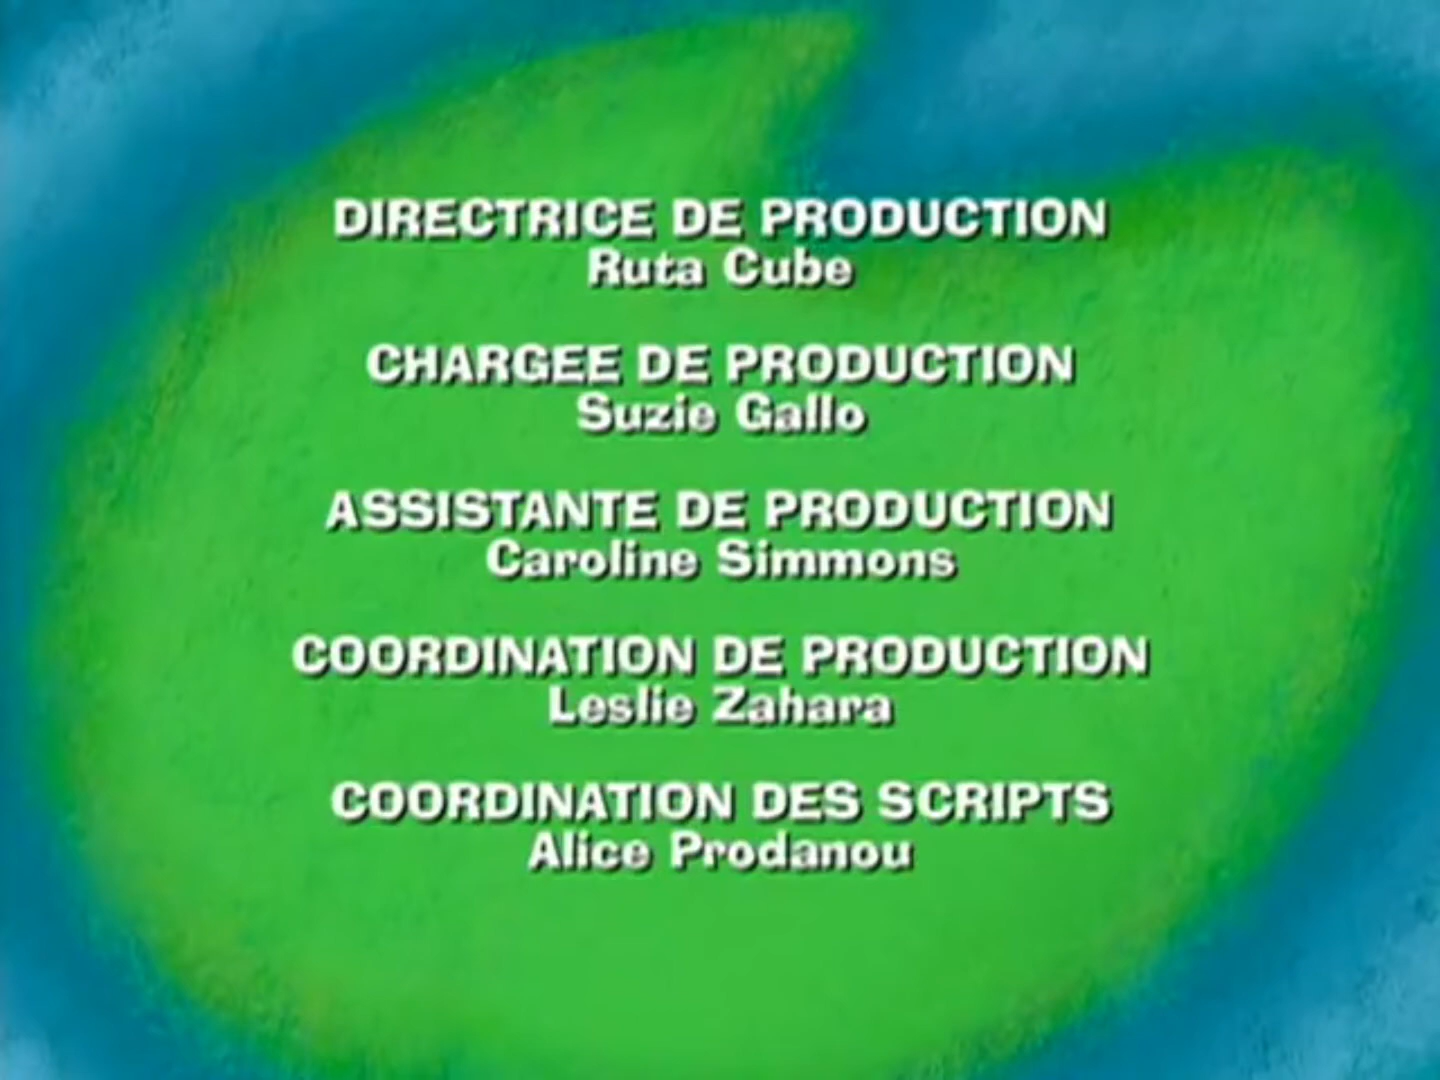 DIRECTRICE DE PRODUCTION
Ruta Cube
CHARGEE DE PRODUCTION
Suzie Gallo
ASSISTANTE DE PRODUCTION
Caroline Simmons
COORDINATION DE PRODUCTION
Leslie Zahara
COORDINATION DES SCRIPTS
Alice Prodanou